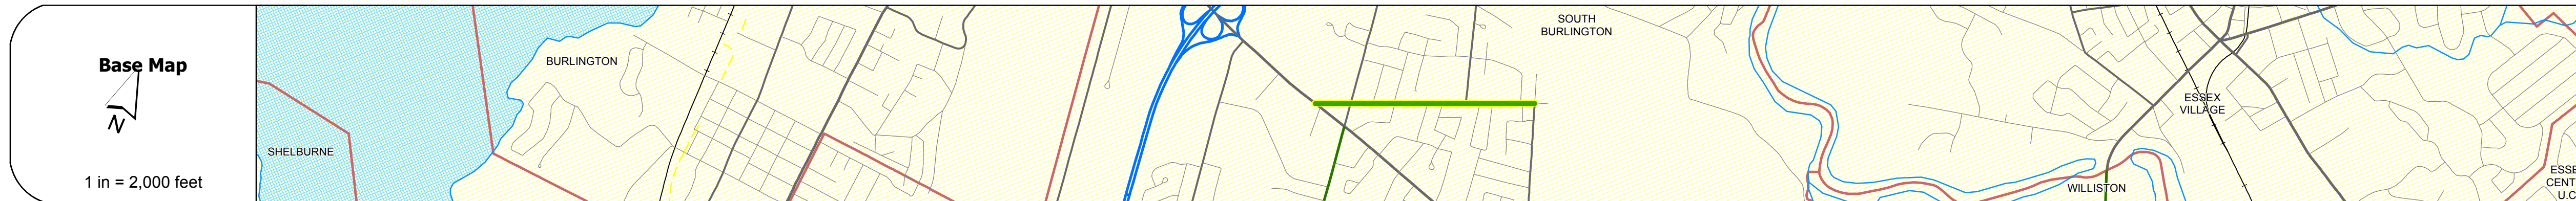 Base Map
N
1 in = 2,000 feet
SHELBURNE
BURLINGTON
SOUTH
BURLINGTON
ESSEX
VILLAGE
WILLISTON
ESSE
CENT
U.C